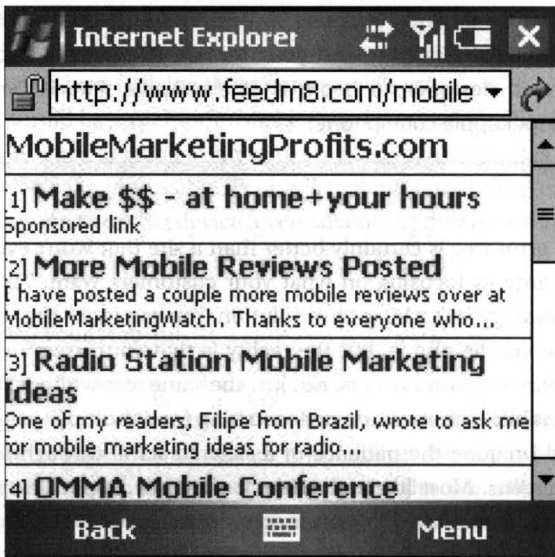 Internet Explorer
http://www.feedm8.com/mobile
MobileMarketingProfits.com
[1] Make $$ - at home+your hours
Sponsored link
[2] More Mobile Reviews Posted
I have posted a couple more mobile reviews over at
MobileMarketingWatch. Thanks to everyone who...
[3] Radio Station Mobile Marketing
Ideas
One of my readers, Filipe from Brazil, wrote to ask me
for mobile marketing ideas for radio...
[4] OMMA Mobile Conference
Back
Menu